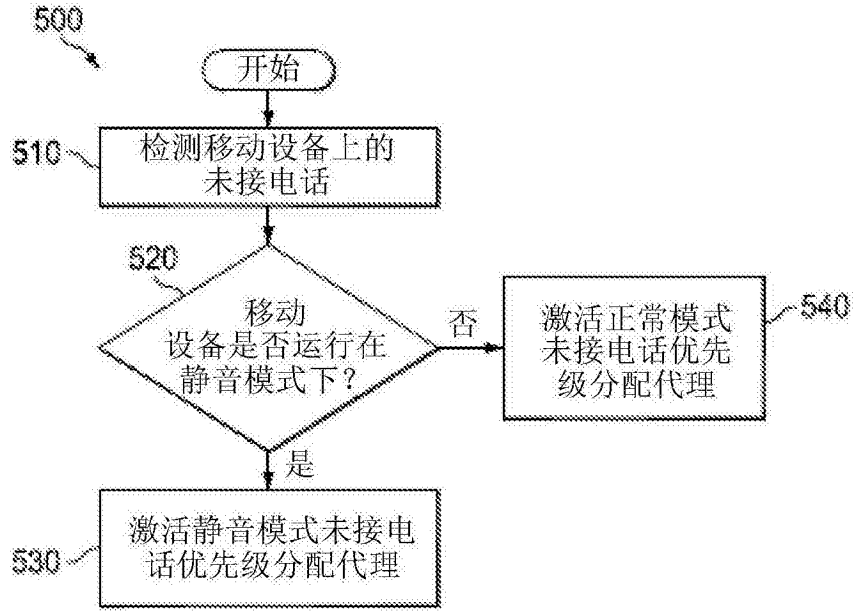 500
开始
510
检测移动设备上的
未接电话
520
移动
设备是否运行在
静音模式下?
否
540
激活正常模式
未接电话优先
级分配代理
是
530
激活静音模式未接电
话优先级分配代理